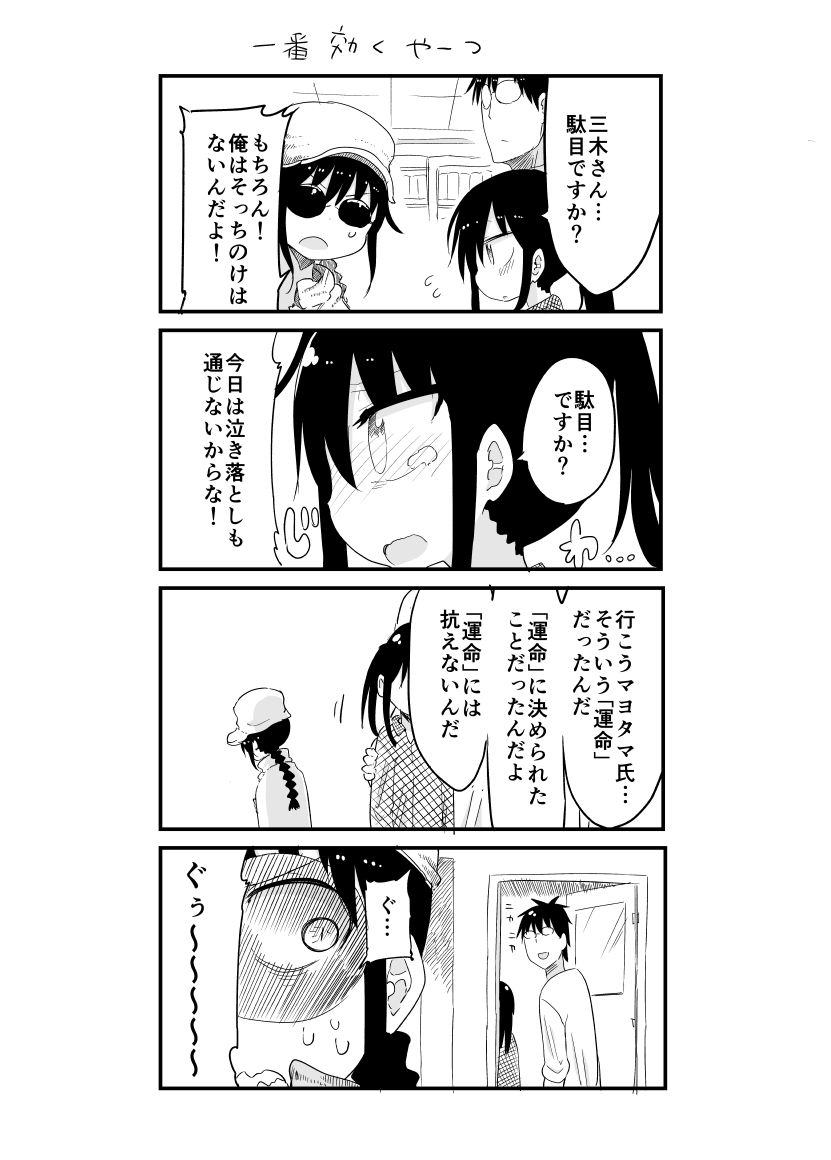 一番効くやーつ
三木さん…
駄目ですか？
もちろん！
俺はそっちのけは
ないんだよ！
駄目…
ですか？
今日は泣き落としも
通じないからな！
じわ…
行こうマヨタマ氏…
そういう「運命」
だったんだ
「運命」に決められた
ことだったんだよ
「運命」には
抗えないんだ
ニヤニヤ
ぐ…
ぐぅ～～～～～